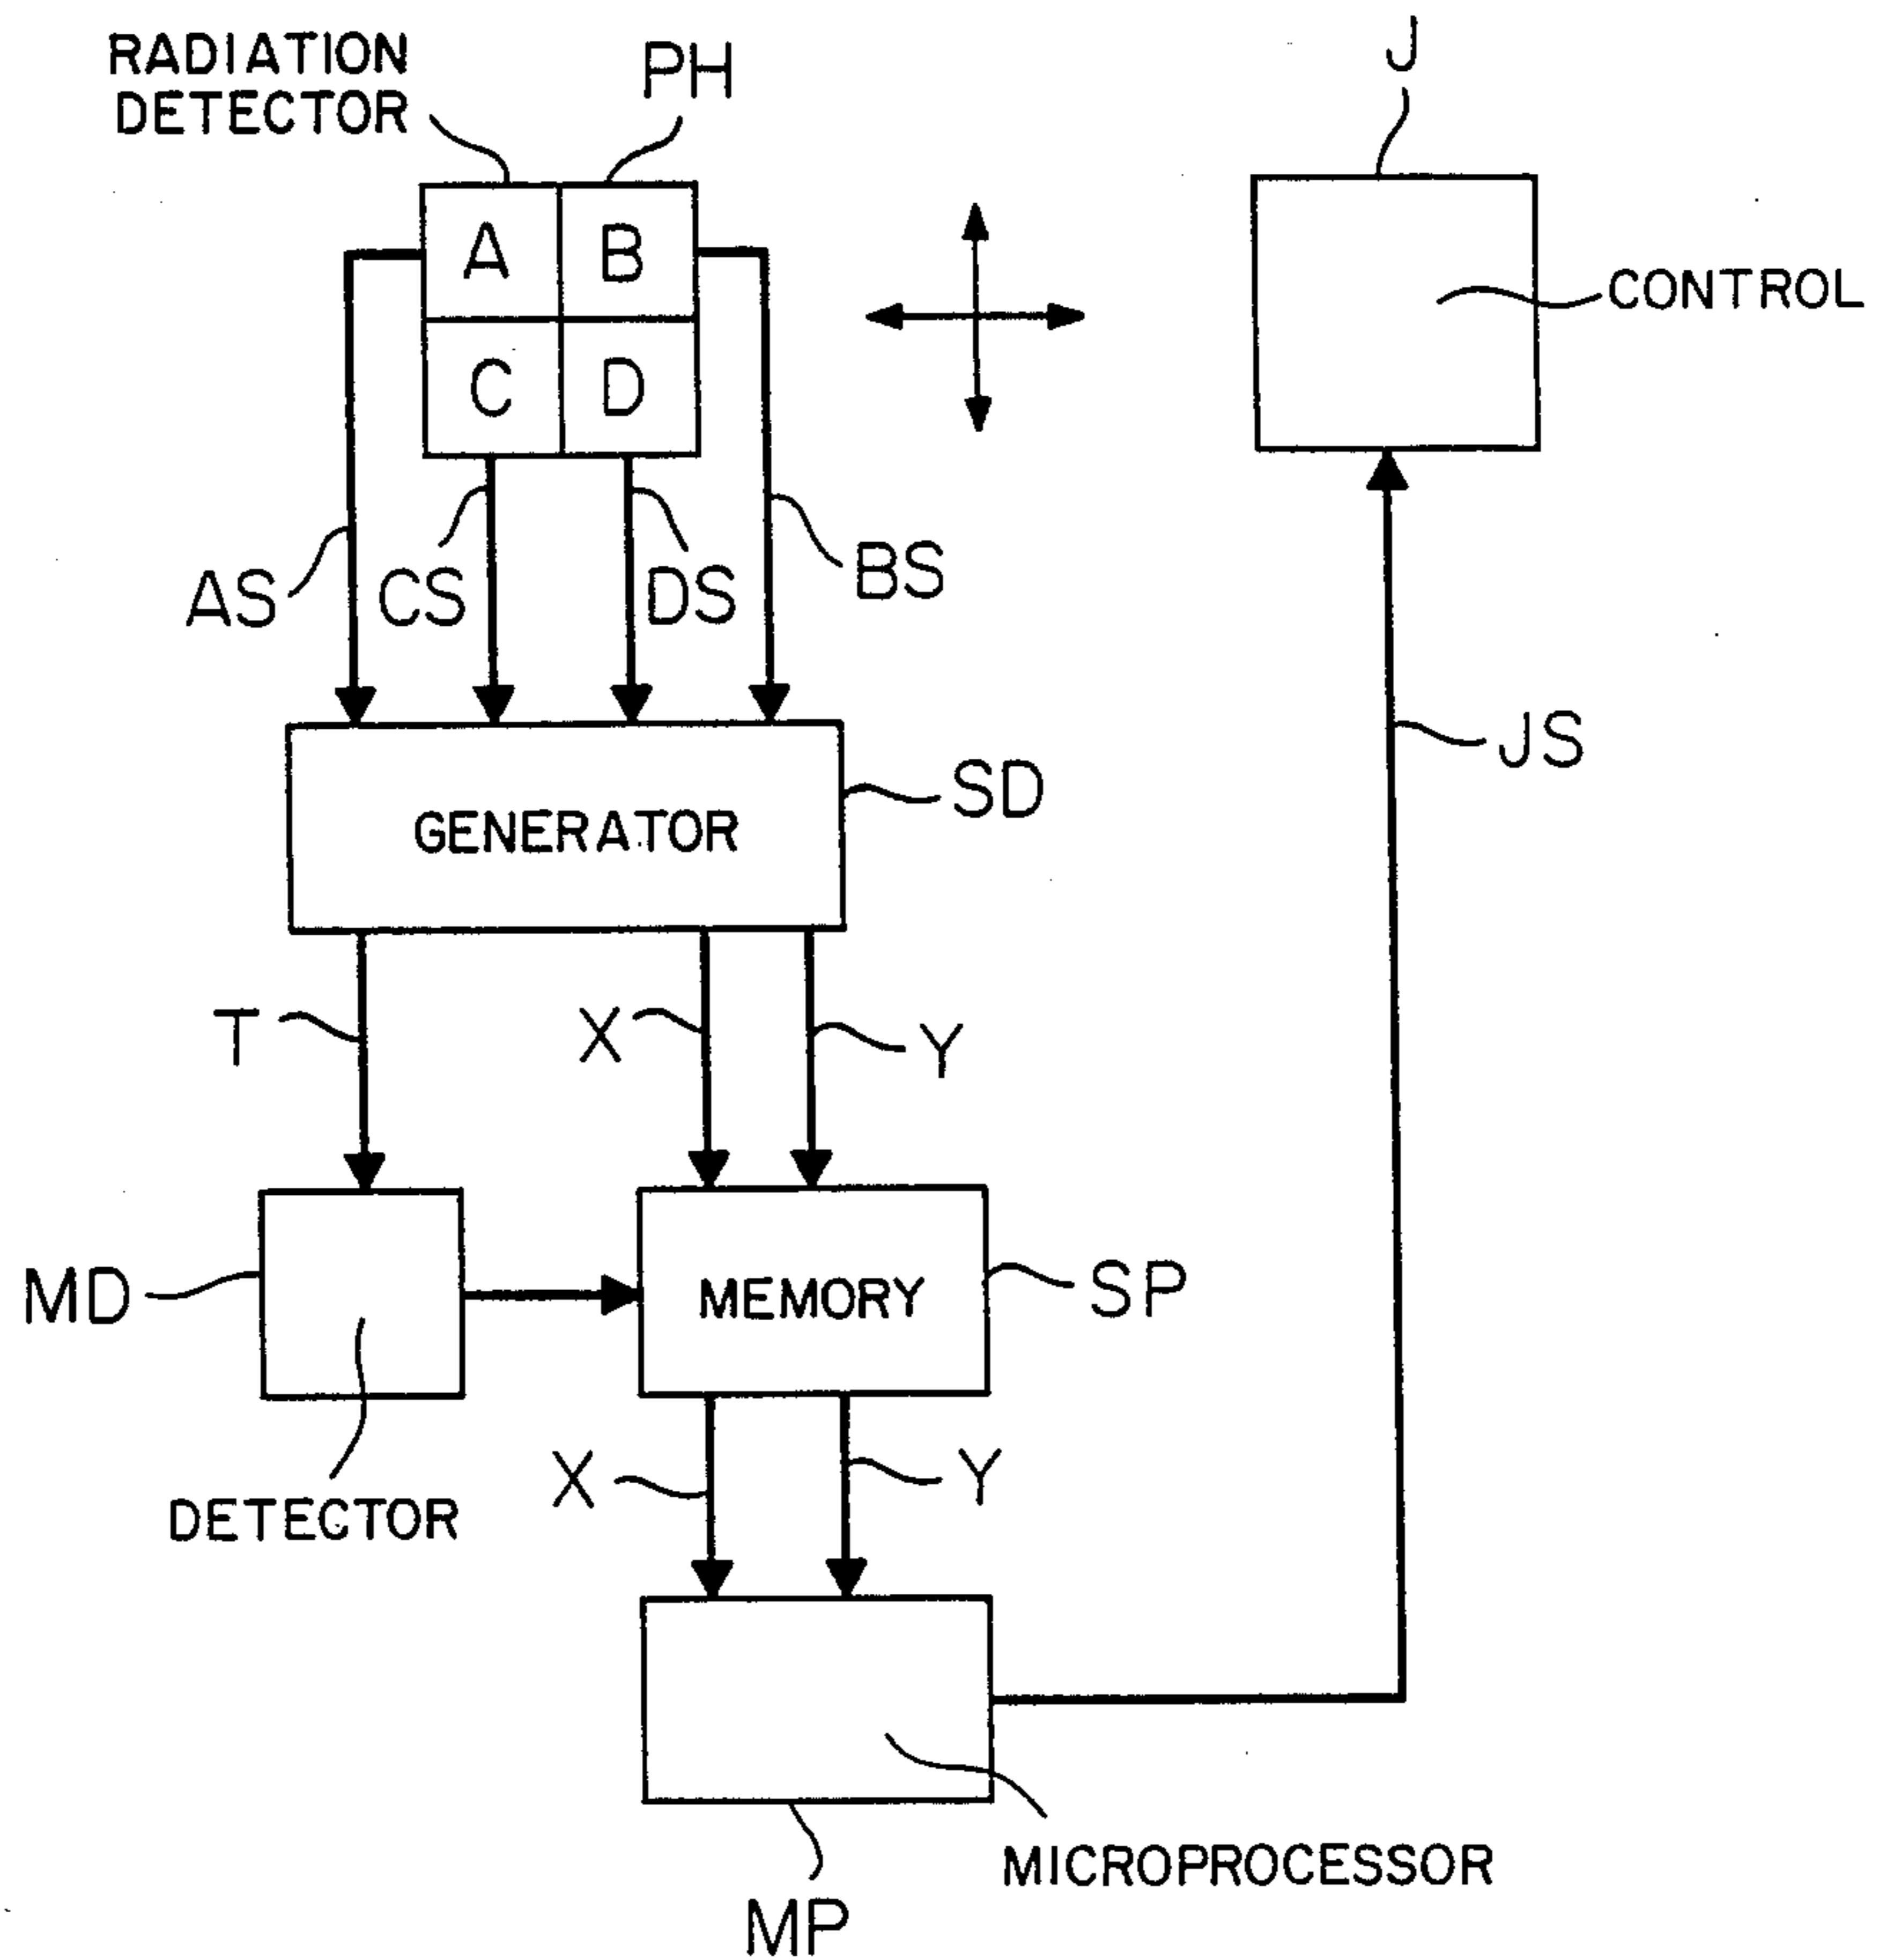 RADIATION
DETECTOR
PH
J
A
B
C
D
CONTROL
AS
CS
DS
BS
JS
GENERATOR
SD
T
X
Y
MD
MEMORY
SP
DETECTOR
X
Y
MICROPROCESSOR
MP